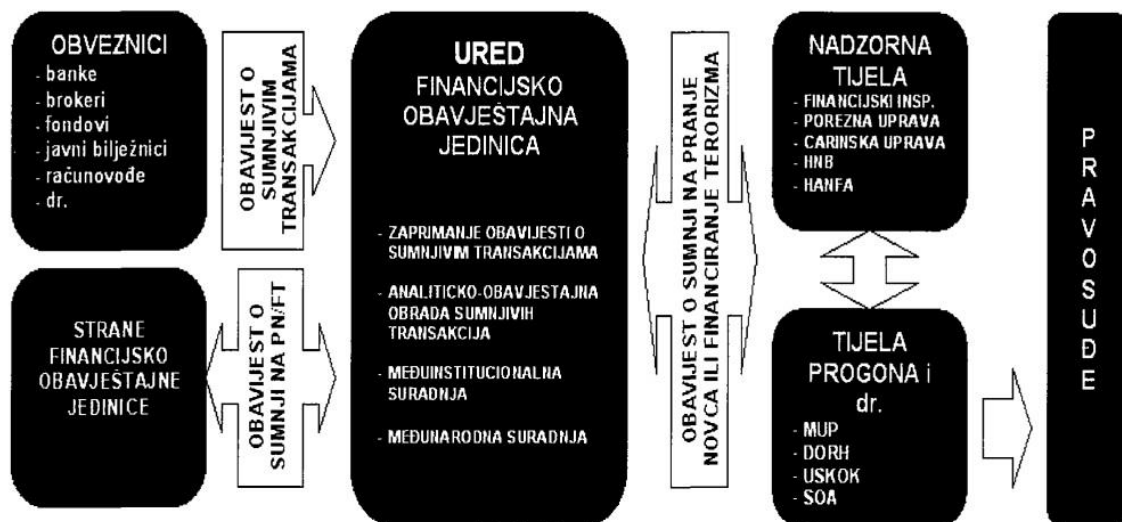 OBVEZNICI
- banke
- brokeri
- fondovi
- javni bilježnici
- računovođe
- dr.
OBAVIJEST O
SUMNJIVIM
TRANSAKCIJAMA
STRANE
FINANCIJSKO
OBAVJEŠTAJNE
JEDINICE
OBAVIJEST O
SUMNJI NA PN/FT
URED
FINANCIJSKO
OBAVJEŠTAJNA
JEDINICA
- ZAPRIMANJE OBAVIJESTI O
SUMNJIVIM TRANSAKCIJAMA
- ANALITICKO-OBAVJESTAJNA
OBRADA SUMNJIVIH
TRANSAKCIJA
- MEĐUINSTITUCIONALNA
SURADNJA
- MEĐUNARODNA SURADNJA
OBAVIJEST O SUMNJI NA PRANJE
NOVCA ILI FINANCIRANJE TERORIZMA
NADZORNA
TIJELA
- FINANCIJSKI INSP.
- POREZNA UPRAVA
- CARINSKA UPRAVA
- HNB
- HANFA
TIJELA
PROGONA i
dr.
- MUP
- DORH
- USKOK
- SOA
PRAVOSUĐE